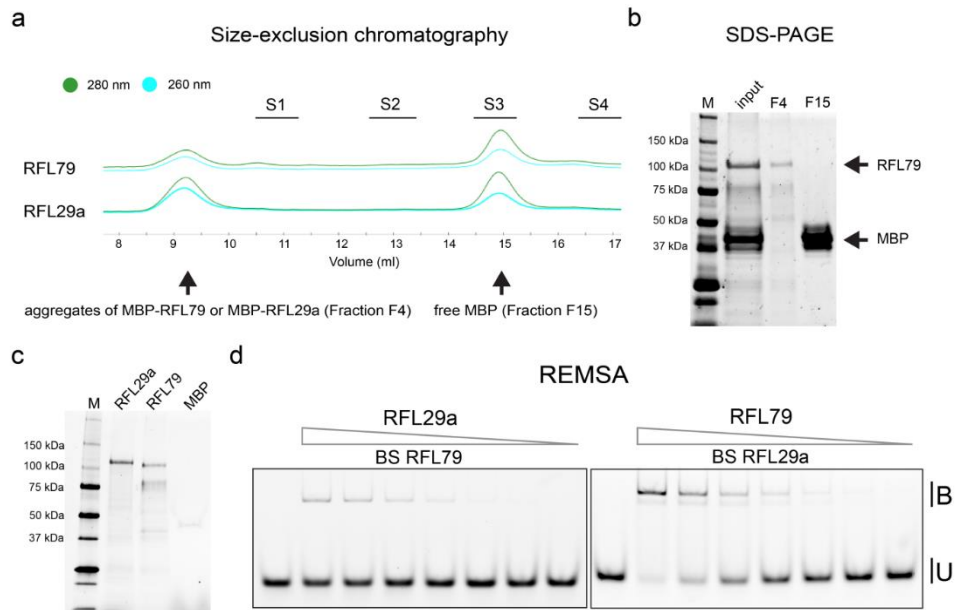 a
Size-exclusion chromatography
280 nm 260 nm
S1 S2 S3 S4
RFL79
RFL29a
8 9 10 11 12 13 14 15 16 17
Volume (ml)
aggregates of MBP-RFL79 or MBP-RFL29a (Fraction F4) free MBP (Fraction F15)
b
SDS-PAGE
M input F4 F15
150 kDa
100 kDa
75 kDa
50 kDa
37 kDa
RFL79
MBP
c
M RFL29a RFL79 MBP
150 kDa
100 kDa
75 kDa
50 kDa
37 kDa
d
REMSA
RFL29a RFL79
BS RFL79 BS RFL29a
B
U